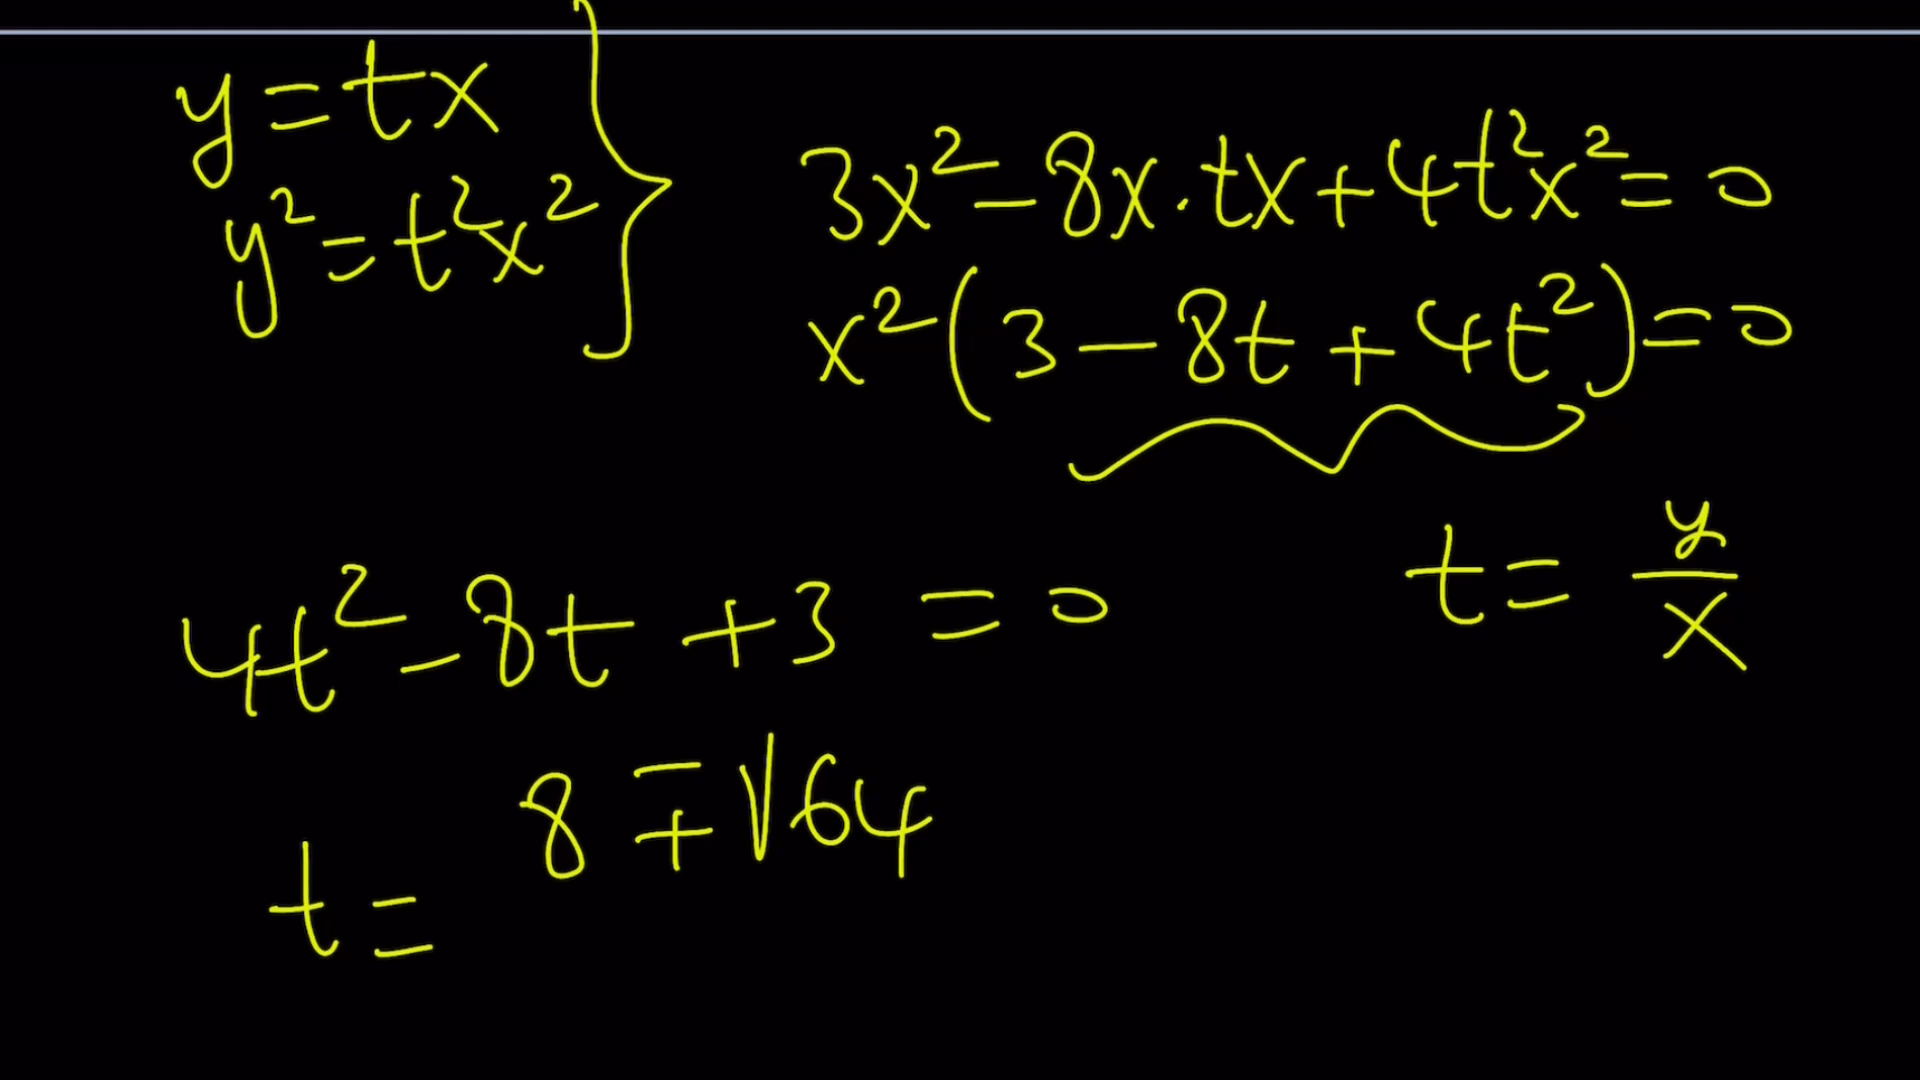 y = tx
y² = t²x²
3x² - 8x · tx + 4t²x² = 0
x² (3 - 8t + 4t²) = 0
t = y/x
4t² - 8t + 3 = 0
t = 8 ∓ √64